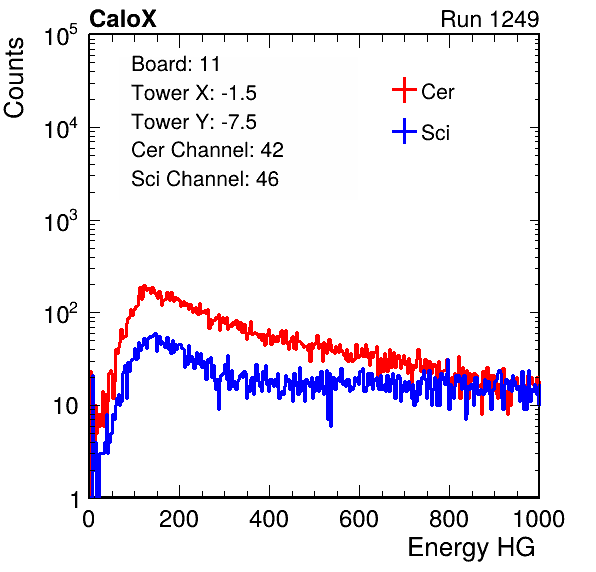 CaloX Run 1249
Counts
10^5
10^4
10^3
10^2
10
1
Board: 11
Tower X: -1.5
Tower Y: -7.5
Cer Channel: 42
Sci Channel: 46
Cer
Sci
0 200 400 600 800 1000
Energy HG